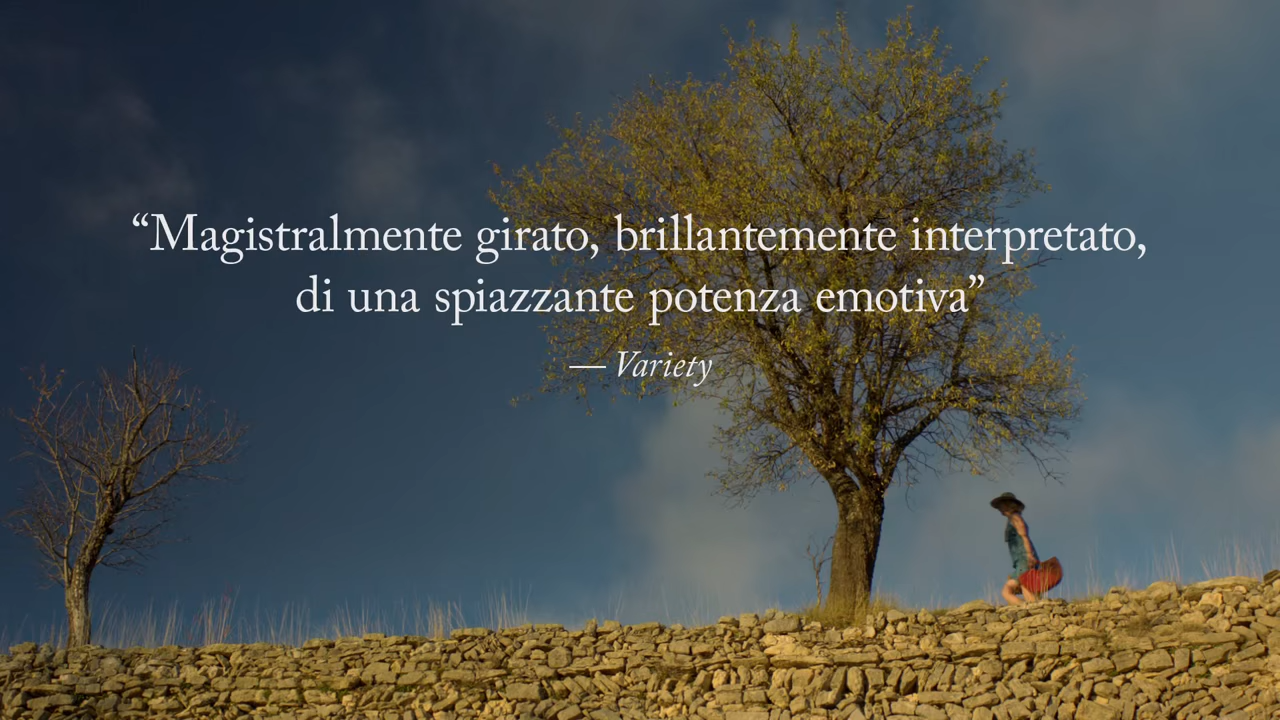 “Magistralmente girato, brillantemente interpretato,
di una spiazzante potenza emotiva”
— Variety